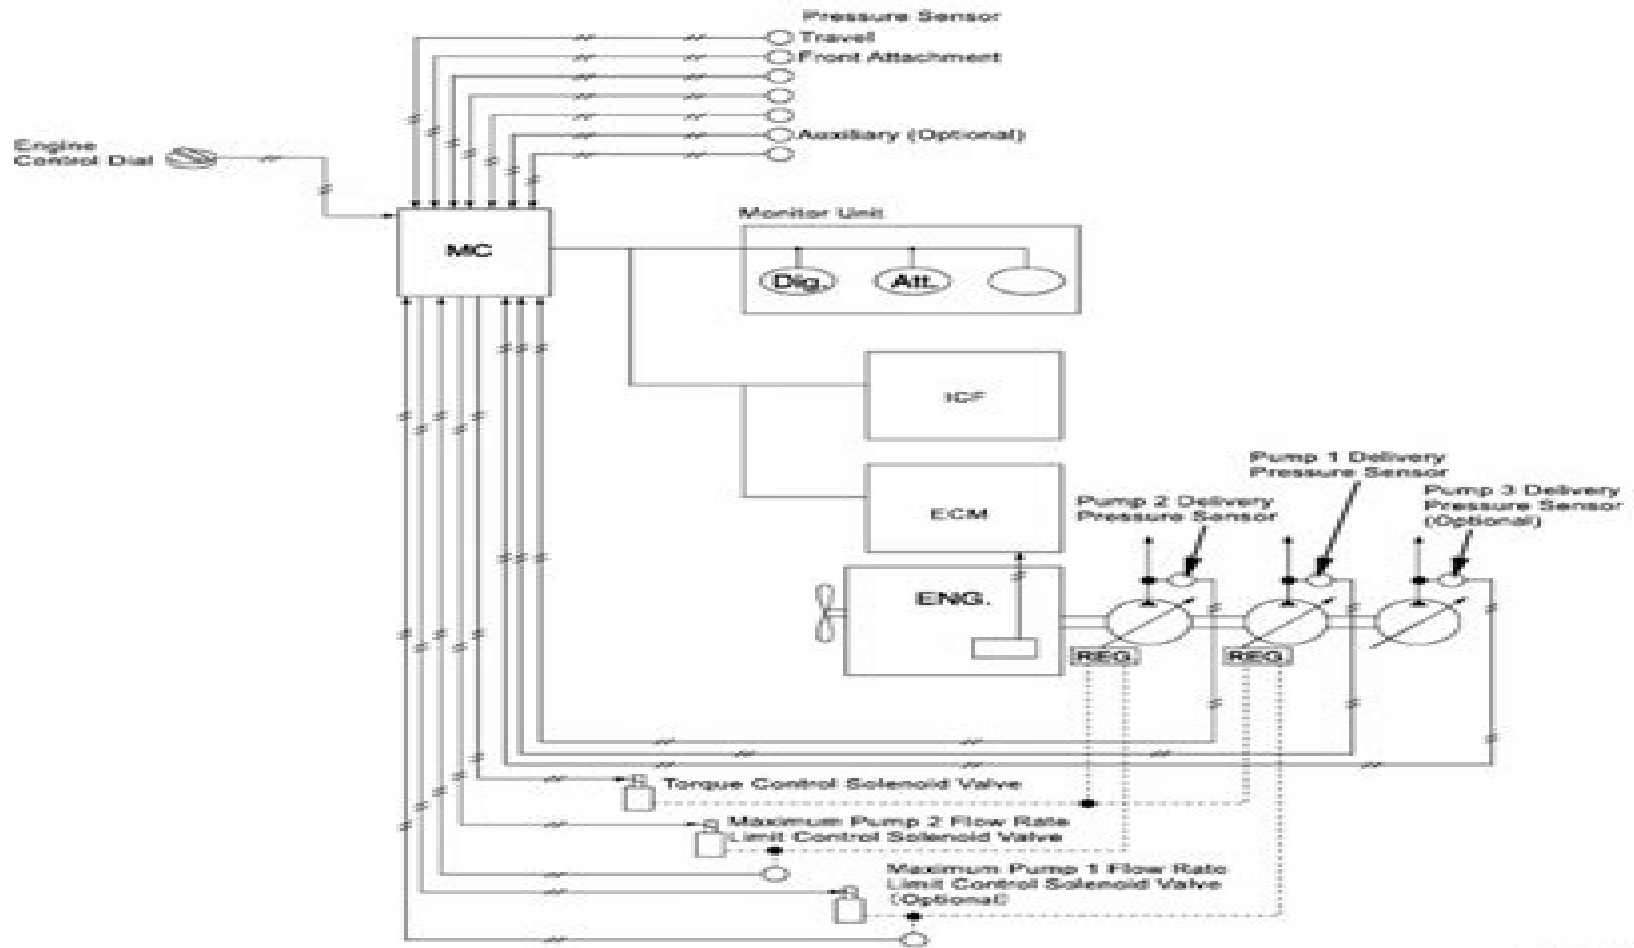 Pressure Sensor
Travel
Front Attachment
Auxiliary (Optional)
Engine
Control Dial
MC
Monitor Unit
Dig.
Att.
ICF
ECM
ENG.
Pump 1 Delivery
Pressure Sensor
Pump 2 Delivery
Pressure Sensor
Pump 3 Delivery
Pressure Sensor
(Optional)
REG.
REG.
Torque Control Solenoid Valve
Maximum Pump 2 Flow Rate
Limit Control Solenoid Valve
Maximum Pump 1 Flow Rate
Limit Control Solenoid Valve
(Optional)